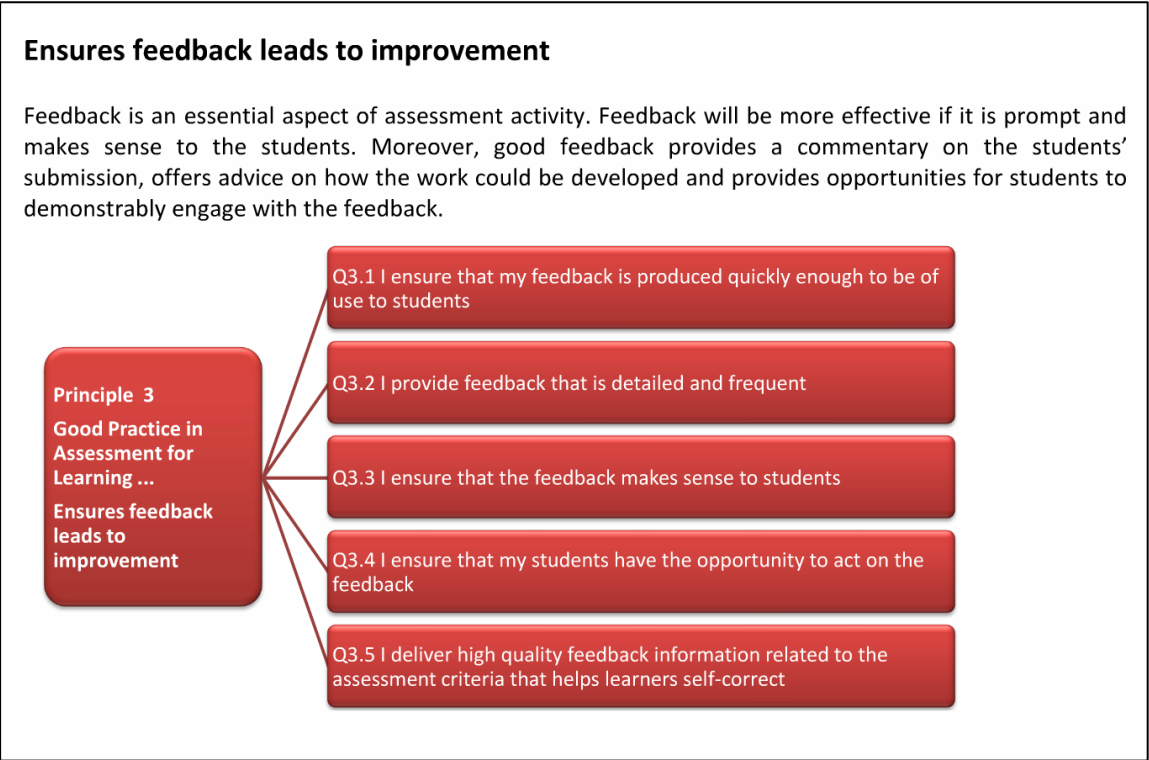 Ensures feedback leads to improvement
Feedback is an essential aspect of assessment activity. Feedback will be more effective if it is prompt and
makes sense to the students. Moreover, good feedback provides a commentary on the students’
submission, offers advice on how the work could be developed and provides opportunities for students to
demonstrably engage with the feedback.
Principle 3
Good Practice in
Assessment for
Learning ...
Ensures feedback
leads to
improvement
Q3.1 I ensure that my feedback is produced quickly enough to be of
use to students
Q3.2 I provide feedback that is detailed and frequent
Q3.3 I ensure that the feedback makes sense to students
Q3.4 I ensure that my students have the opportunity to act on the
feedback
Q3.5 I deliver high quality feedback information related to the
assessment criteria that helps learners self-correct